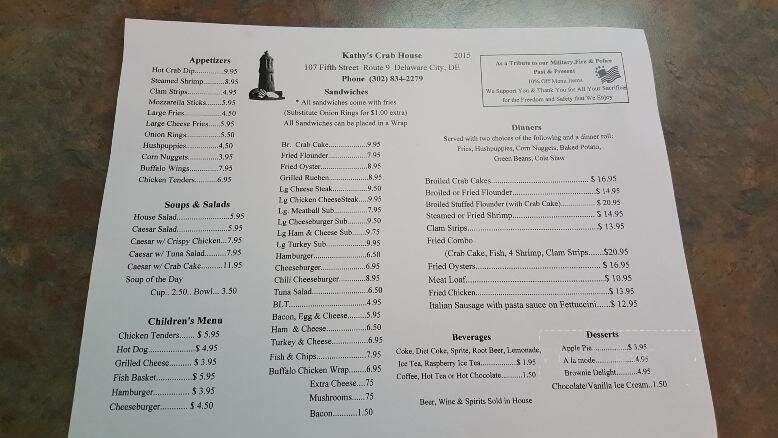 Kathy's Crab House 2015
107 Fifth Street Route 9 Delaware City, DE
Phone (302) 834-2279
As a Tribute to our Military, Fire & Police
Past & Present
10% Off Menu Items
We Support You & Thank You for All Your Sacrifice
for the Freedom and Safety that We Enjoy
Appetizers
Hot Crab Dip..............9.95
Steamed Shrimp..........8.95
Clam Strips................4.95
Mozzarella Sticks.......5.95
Large Fries................4.50
Large Cheese Fries.....5.95
Onion Rings..............5.50
Hushpuppies.............4.50
Corn Nuggets............3.95
Buffalo Wings...........7.95
Chicken Tenders........6.95
Soups & Salads
House Salad.....................5.95
Caesar Salad....................5.95
Caesar w/ Crispy Chicken...7.95
Caesar w/ Tuna Salad........7.95
Caesar w/ Crab Cake.........11.95
Soup of the Day
Cup.. 2.50.. Bowl... 3.50
Children's Menu
Chicken Tenders....... $ 5.95
Hot Dog.................. $ 4.95
Grilled Cheese......... $ 3.95
Fish Basket............. $ 5.95
Hamburger............. $ 3.95
Cheeseburger........... $ 4.50
Sandwiches
* All sandwiches come with fries
(Substitute Onion Rings for $1.00 extra)
All Sandwiches can be placed in a Wrap
Br. Crab Cake............9.95
Fried Flounder...........7.95
Fried Oyster..............8.95
Grilled Rueben..........8.95
Lg Cheese Steak.........9.50
Lg Chicken CheeseSteak....9.95
Lg. Meatball Sub........7.95
Lg Cheeseburger Sub....9.50
Lg Ham & Cheese Sub...9.75
Lg Turkey Sub............9.95
Hamburger................6.50
Cheeseburger.............6.95
Chili Cheeseburger......8.95
Tuna Salad................6.50
BLT.........................4.95
Bacon, Egg & Cheese.....5.95
Ham & Cheese............6.50
Turkey & Cheese.........6.95
Fish & Chips..............7.95
Buffalo Chicken Wrap....6.95
Extra Cheese....75
Mushrooms......75
Bacon...........1.50
Dinners
Served with two choices of the following and a dinner roll:
Fries, Hushpuppies, Corn Nuggets, Baked Potato,
Green Beans, Cole Slaw
Broiled Crab Cakes.............................$ 16.95
Broiled or Fried Flounder.......................$ 14.95
Broiled Stuffed Flounder (with Crab Cake)..........$ 20.95
Steamed or Fried Shrimp.........................$ 14.95
Clam Strips....................................$ 13.95
Fried Combo
(Crab Cake, Fish, 4 Shrimp, Clam Strips.......$20.95
Fried Oysters................................... $ 16.95
Meat Loaf.......................................$ 10.95
Fried Chicken...................................$ 13.95
Italian Sausage with pasta sauce on Fettuccini......$ 12.95
Beverages
Coke, Diet Coke, Sprite, Root Beer, Lemonade,
Ice Tea, Raspberry Ice Tea...............$ 1.95
Coffee, Hot Tea or Hot Chocolate..........1.50
Beer, Wine & Spirits Sold in House
Desserts
Apple Pie..................$ 3.95
A la mode...................4.95
Brownie Delight..........4.95
Chocolate/Vanilla Ice Cream..1.50